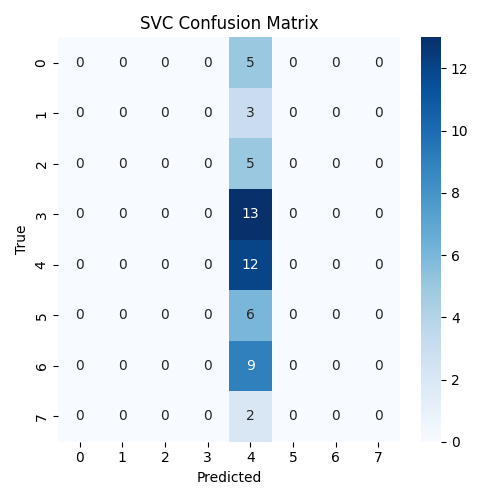 SVC Confusion Matrix
True
0 0 0 0 0 5 0 0 0
1 0 0 0 0 3 0 0 0
2 0 0 0 0 5 0 0 0
3 0 0 0 0 13 0 0 0
4 0 0 0 0 12 0 0 0
5 0 0 0 0 6 0 0 0
6 0 0 0 0 9 0 0 0
7 0 0 0 0 2 0 0 0
0 1 2 3 4 5 6 7
Predicted
12
10
8
6
4
2
0